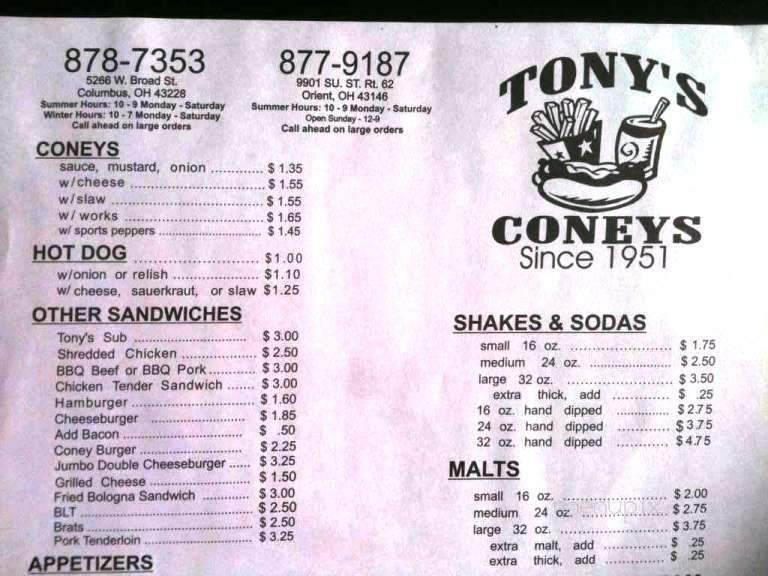 878-7353
5266 W. Broad St.
Columbus, OH 43228
Summer Hours: 10 - 9 Monday - Saturday
Winter Hours: 10 - 7 Monday - Saturday
Call ahead on large orders
877-9187
9901 SU. ST. Rt. 62
Orient, OH 43146
Summer Hours: 10 - 9 Monday - Saturday
Open Sunday - 12-9
Call ahead on large orders
TONY'S
CONEYS
Since 1951
CONEYS
sauce, mustard, onion ............. $ 1.35
w/cheese ............................... $ 1.55
w/slaw ................................... $ 1.55
w/ works ................................ $ 1.65
w/ sports peppers ................... $ 1.45
HOT DOG ............................ $1.00
w/onion or relish .................. $1.10
w/ cheese, sauerkraut, or slaw $1.25
OTHER SANDWICHES
Tony's Sub ............................ $ 3.00
Shredded Chicken ................. $ 2.50
BBQ Beef or BBQ Pork ........... $ 3.00
Chicken Tender Sandwich ....... $ 3.00
Hamburger ............................ $ 1.60
Cheeseburger ........................ $ 1.85
Add Bacon ............................. $ .50
Coney Burger ........................ $ 2.25
Jumbo Double Cheeseburger ...... $ 3.25
Grilled Cheese ...................... $ 1.50
Fried Bologna Sandwich ........... $ 3.00
BLT ...................................... $ 2.50
Brats .................................... $ 2.50
Pork Tenderloin ..................... $ 3.25
APPETIZERS
SHAKES & SODAS
small 16 oz. ......................... $ 1.75
medium 24 oz. ...................... $ 2.50
large 32 oz. ......................... $ 3.50
extra thick, add .................... $ .25
16 oz. hand dipped ............... $ 2.75
24 oz. hand dipped ............... $ 3.75
32 oz. hand dipped ............... $ 4.75
MALTS
small 16 oz. ......................... $ 2.00
medium 24 oz. ...................... $ 2.75
large 32 oz. ......................... $ 3.75
extra malt, add ..................... $ .25
extra thick, add .................... $ .25